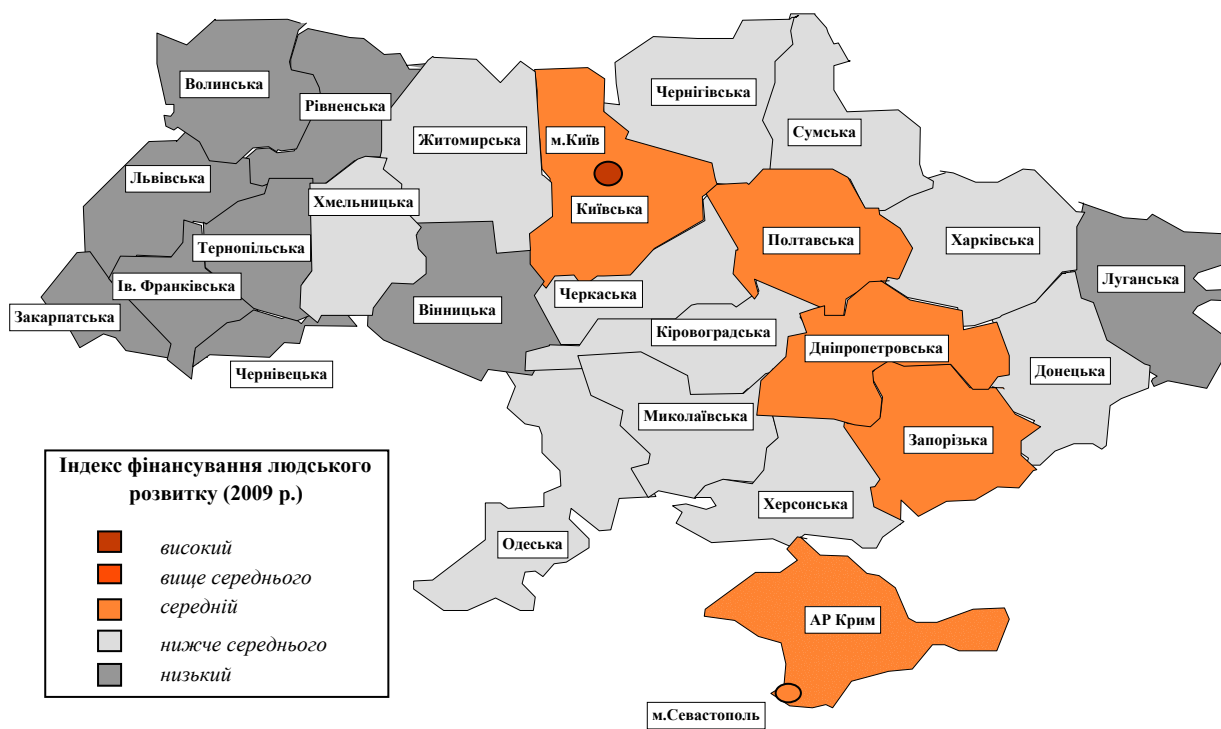 Волинська
Рівненська
Житомирська
м.Київ
Чернігівська
Сумська
Львівська
Хмельницька
Київська
Тернопільська
Полтавська
Харківська
Луганська
Ів. Франківська
Закарпатська
Вінницька
Черкаська
Кіровоградська
Дніпропетровська
Донецька
Чернівецька
Миколаївська
Запорізька
Херсонська
Одеська
АР Крим
м.Севастополь
Індекс фінансування людського
розвитку (2009 р.)
високий
вище середнього
середній
нижче середнього
низький